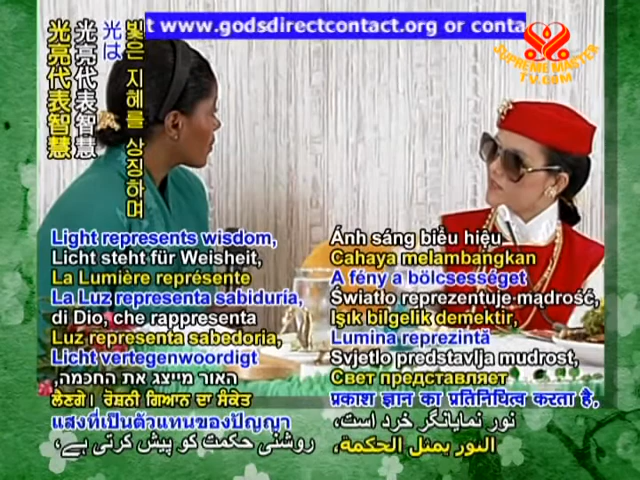 t www.godsdirectcontact.org or conta
SUPREME MASTER
TV.COM
빛은 지혜를 상징하며
光は
光亮代表智慧
光亮代表智慧
Light represents wisdom,
Licht steht für Weisheit,
La Lumière représente
La Luz representa sabiduría,
di Dio, che rappresenta
Luz representa sabedoria,
Licht vertegenwoordigt
האור מייצג את החכמה,
ਲੈਣਗੇ। ਰੋਸ਼ਨੀ ਗਿਆਨ ਦਾ ਸੰਕੇਤ
แสงที่เป็นตัวแทนของปัญญา
روشنی حکمت کو پیش کرتی ہے،
Ánh sáng biểu hiệu
Cahaya melambangkan
A fény a bölcsességet
Światło reprezentuje mądrość,
Işık bilgelik demektir,
Lumina reprezintă
Svjetlo predstavlja mudrost,
Свет представляет
प्रकाश ज्ञान का प्रतिनिधित्व करता है.
نور نمایانگر خرد است،
النور يمثل الحكمة،